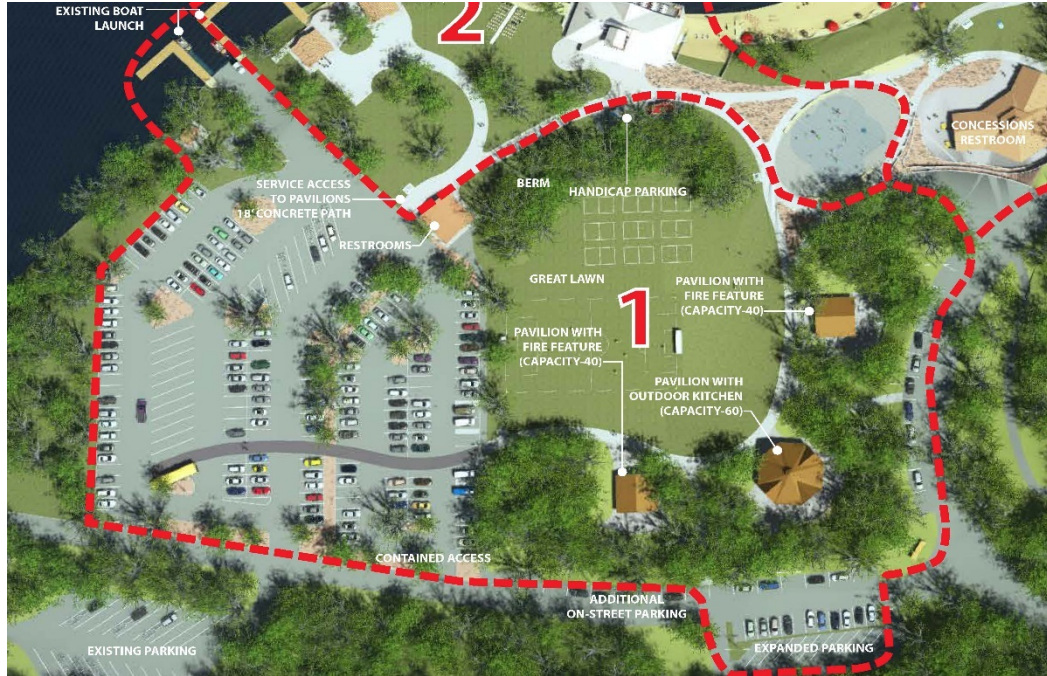 EXISTING BOAT
LAUNCH
2
CONCESSIONS
RESTROOM
SERVICE ACCESS
TO PAVILIONS
18' CONCRETE PATH
BERM
HANDICAP PARKING
RESTROOMS
GREAT LAWN
1
PAVILION WITH
FIRE FEATURE
(CAPACITY-40)
PAVILION WITH
FIRE FEATURE
(CAPACITY-40)
PAVILION WITH
OUTDOOR KITCHEN
(CAPACITY-60)
CONTAINED ACCESS
ADDITIONAL
ON-STREET PARKING
EXISTING PARKING
EXPANDED PARKING